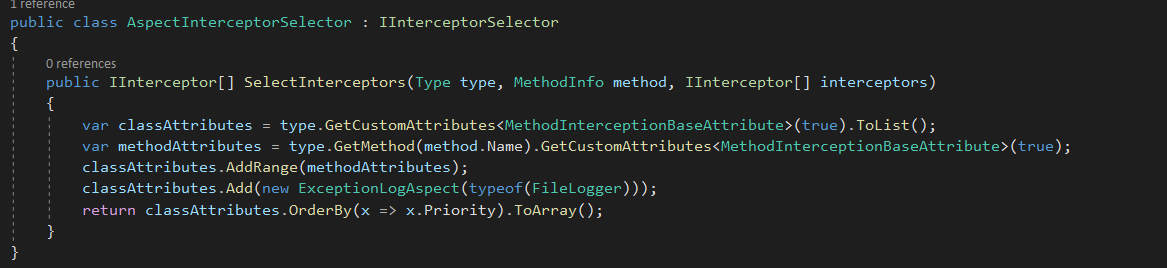 1 reference
public class AspectInterceptorSelector : IInterceptorSelector
{
0 references
public IInterceptor[] SelectInterceptors(Type type, MethodInfo method, IInterceptor[] interceptors)
{
var classAttributes = type.GetCustomAttributes<MethodInterceptionBaseAttribute>(true).ToList();
var methodAttributes = type.GetMethod(method.Name).GetCustomAttributes<MethodInterceptionBaseAttribute>(true);
classAttributes.AddRange(methodAttributes);
classAttributes.Add(new ExceptionLogAspect(typeof(FileLogger)));
return classAttributes.OrderBy(x => x.Priority).ToArray();
}
}